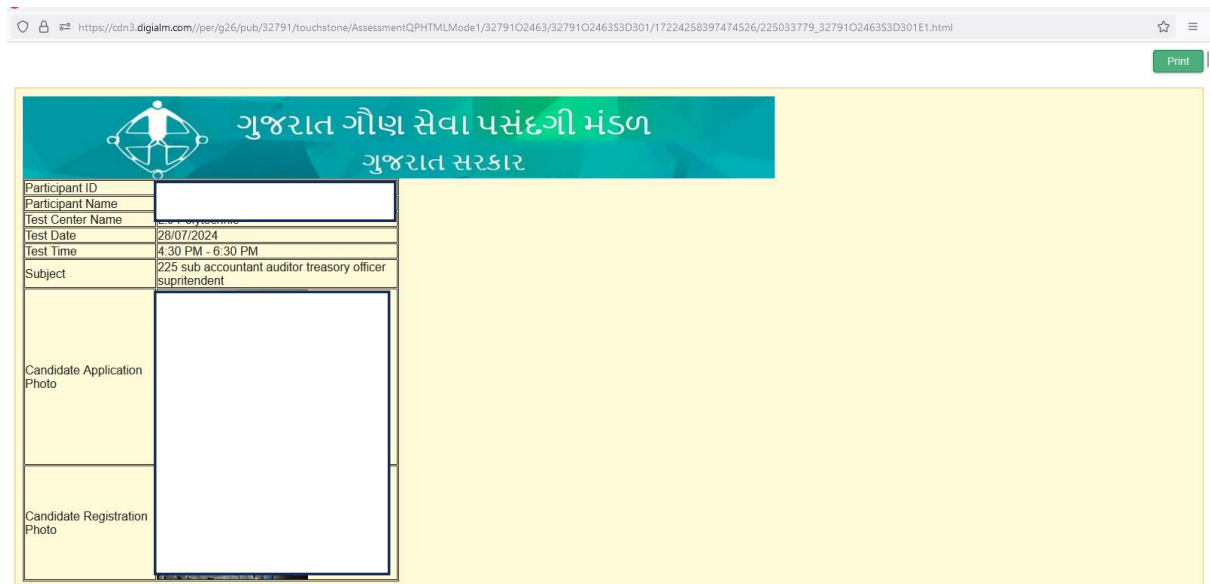 https://cdn3.digialm.com//per/g26/pub/32791/touchstone/AssessmentQPHTMLMode1/32791O2463/32791O2463S3D301/17224258397474526/225033779_32791O2463S3D301E1.html
Print
ગુજરાત ગૌણ સેવા પસંદગી મંડળ
ગુજરાત સરકાર
Participant ID
Participant Name
Test Center Name
Test Date 28/07/2024
Test Time 4:30 PM - 6:30 PM
Subject 225 sub accountant auditor treasory officer
supritendent
Candidate Application
Photo
Candidate Registration
Photo